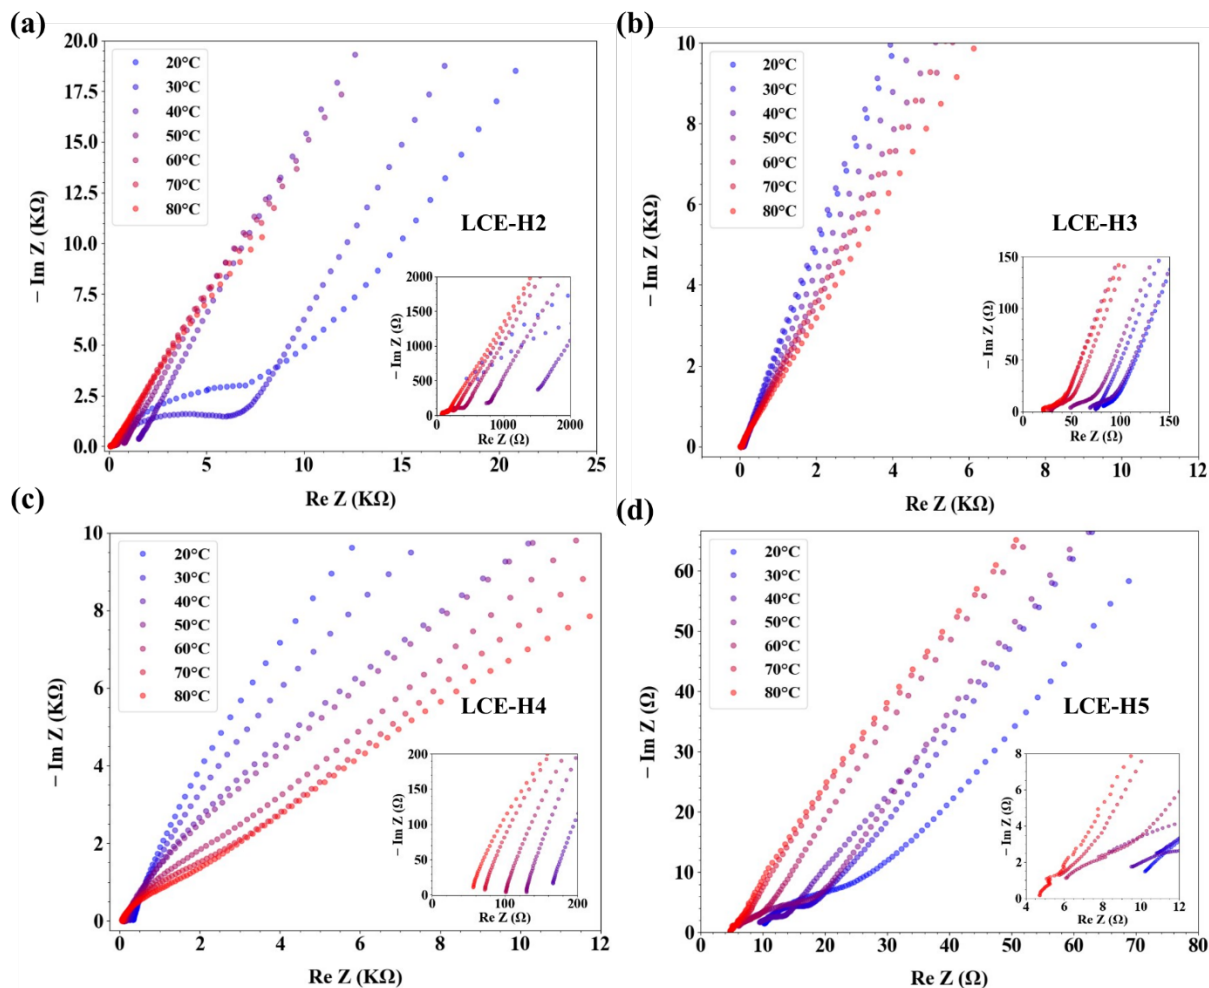 (a)
20.0
17.5
15.0
12.5
10.0
7.5
5.0
2.5
0.0
− Im Z (KΩ)
20°C
30°C
40°C
50°C
60°C
70°C
80°C
LCE-H2
2000
1500
1000
500
0
− Im Z (Ω)
0 1000 2000
Re Z (Ω)
0 5 10 15 20 25
Re Z (KΩ)
(b)
10
8
6
4
2
0
− Im Z (KΩ)
20°C
30°C
40°C
50°C
60°C
70°C
80°C
LCE-H3
150
100
50
0
− Im Z (Ω)
0 50 100 150
Re Z (Ω)
0 2 4 6 8 10 12
Re Z (KΩ)
(c)
10
8
6
4
2
0
− Im Z (KΩ)
20°C
30°C
40°C
50°C
60°C
70°C
80°C
LCE-H4
200
150
100
50
0
− Im Z (Ω)
0 100 200
Re Z (Ω)
0 2 4 6 8 10 12
Re Z (KΩ)
(d)
60
50
40
30
20
10
0
− Im Z (Ω)
20°C
30°C
40°C
50°C
60°C
70°C
80°C
LCE-H5
8
6
4
2
0
− Im Z (Ω)
4 6 8 10 12
Re Z (Ω)
0 10 20 30 40 50 60 70 80
Re Z (Ω)